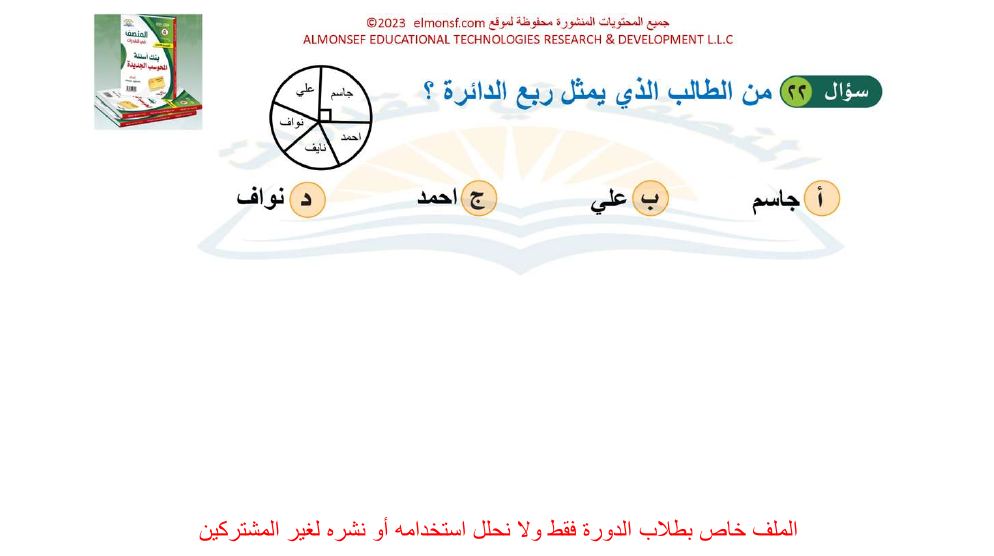 جميع المحتويات المنشورة محفوظة لموقع elmonsf.com ©2023
ALMONSEF EDUCATIONAL TECHNOLOGIES RESEARCH & DEVELOPMENT L.L.C
المنصف
بنك أسئلة
المحوسب الجديدة
سؤال ٢٢ من الطالب الذي يمثل ربع الدائرة ؟
علي
جاسم
نواف
احمد
نايف
أ جاسم
ب علي
ج احمد
د نواف
الملف خاص بطلاب الدورة فقط ولا نحلل استخدامه أو نشره لغير المشتركين